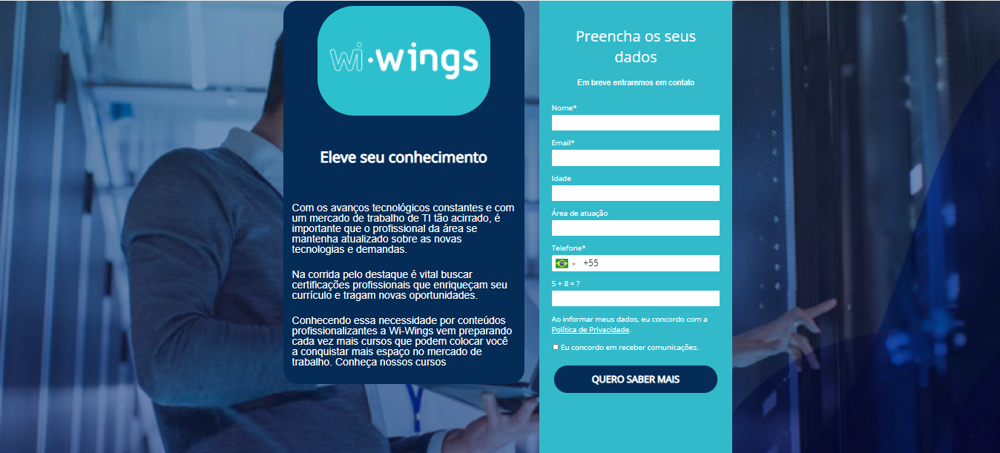 wi·wings
Eleve seu conhecimento
Com os avanços tecnológicos constantes e com
um mercado de trabalho de TI tão acirrado, é
importante que o profissional da área se
mantenha atualizado sobre as novas
tecnologias e demandas.
Na corrida pelo destaque é vital buscar
certificações profissionais que enriqueçam seu
currículo e tragam novas oportunidades.
Conhecendo essa necessidade por conteúdos
profissionalizantes a Wi-Wings vem preparando
cada vez mais cursos que podem colocar você
a conquistar mais espaço no mercado de
trabalho. Conheça nossos cursos
Preencha os seus
dados
Em breve entraremos em contato
Nome*
Email*
Idade
Área de atuação
Telefone*
+55
5 + 8 = ?
Ao informar meus dados, eu concordo com a
Política de Privacidade.
Eu concordo em receber comunicações.
QUERO SABER MAIS